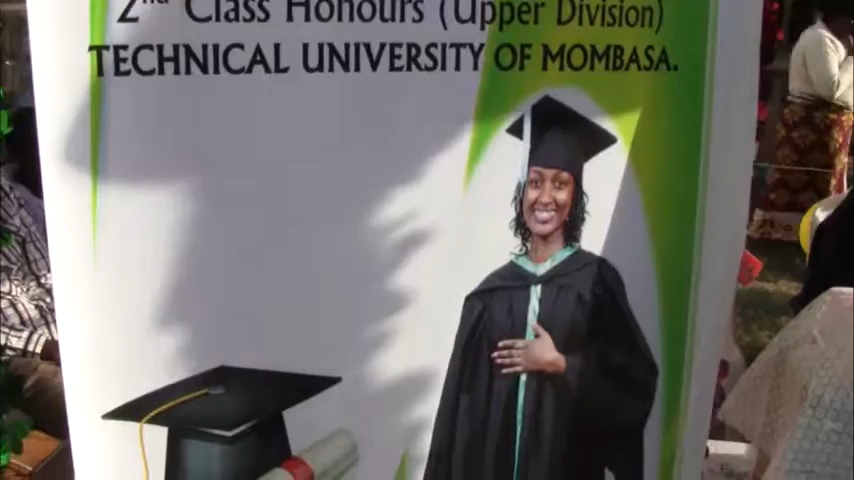 2nd Class Honours (Upper Division)
TECHNICAL UNIVERSITY OF MOMBASA.